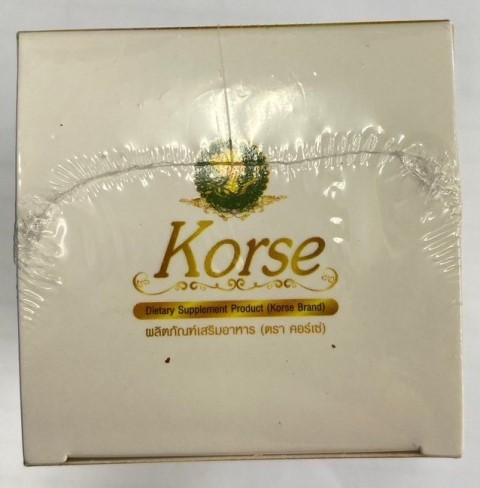 Korse
Dietary Supplement Product (Korse Brand)
ผลิตภัณฑ์เสริมอาหาร (ตรา คอร์เซ่)